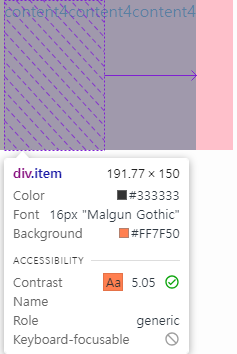 content4content4content4
div.item 191.77 × 150
Color #333333
Font 16px "Malgun Gothic"
Background #FF7F50
ACCESSIBILITY
Contrast Aa 5.05
Name
Role generic
Keyboard-focusable